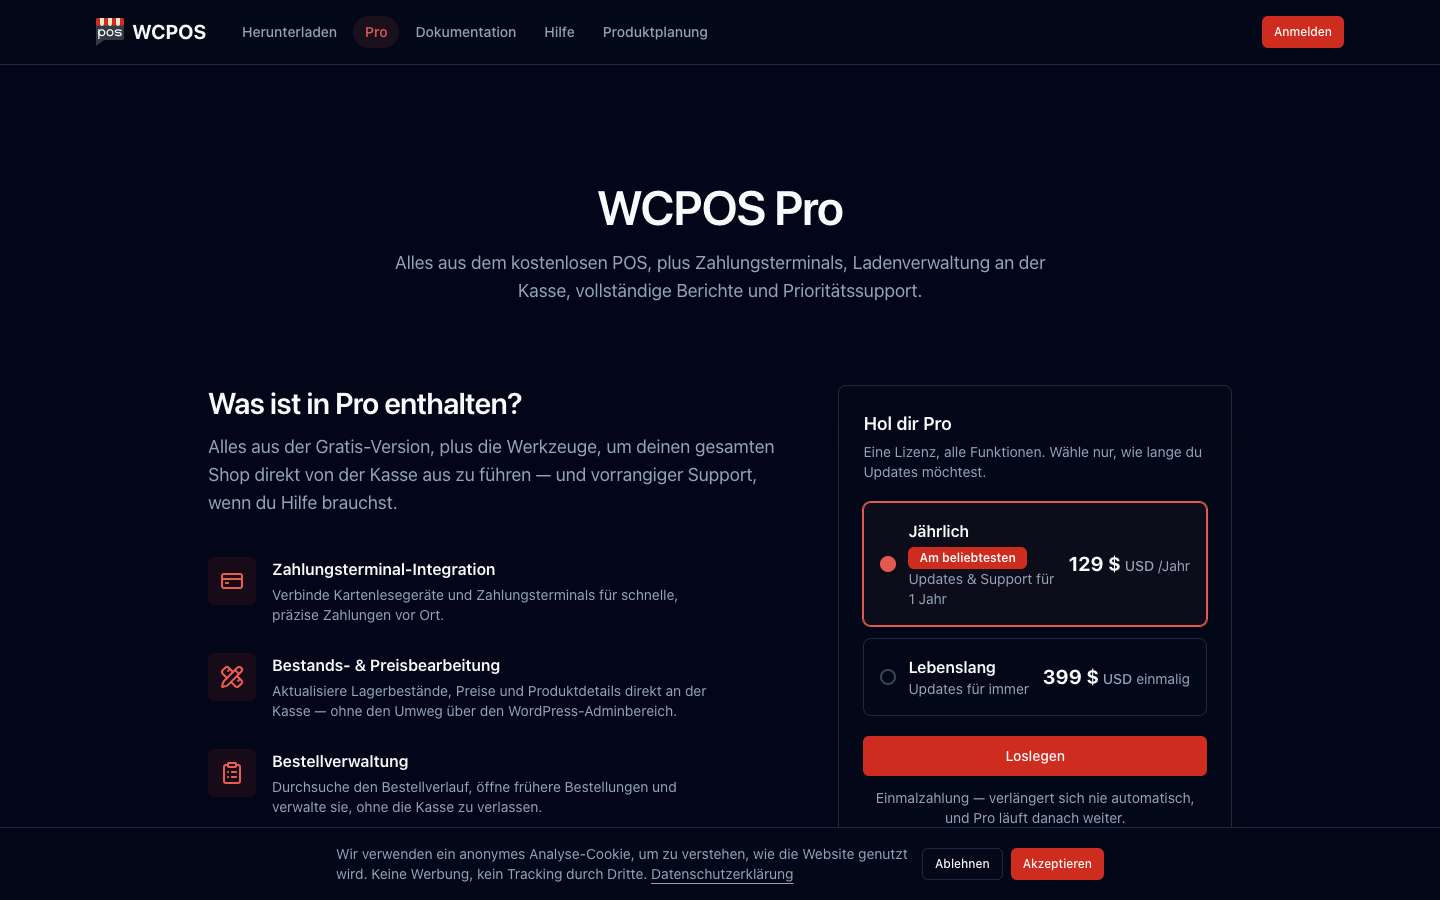 pos WCPOS Herunterladen Pro Dokumentation Hilfe Produktplanung Anmelden
WCPOS Pro
Alles aus dem kostenlosen POS, plus Zahlungsterminals, Ladenverwaltung an der
Kasse, vollständige Berichte und Prioritätssupport.
Was ist in Pro enthalten?
Alles aus der Gratis-Version, plus die Werkzeuge, um deinen gesamten
Shop direkt von der Kasse aus zu führen — und vorrangiger Support,
wenn du Hilfe brauchst.
Zahlungsterminal-Integration
Verbinde Kartenlesegeräte und Zahlungsterminals für schnelle,
präzise Zahlungen vor Ort.
Bestands- & Preisbearbeitung
Aktualisiere Lagerbestände, Preise und Produktdetails direkt an der
Kasse — ohne den Umweg über den WordPress-Adminbereich.
Bestellverwaltung
Durchsuche den Bestellverlauf, öffne frühere Bestellungen und
verwalte sie, ohne die Kasse zu verlassen.
Hol dir Pro
Eine Lizenz, alle Funktionen. Wähle nur, wie lange du
Updates möchtest.
Jährlich
Am beliebtesten
Updates & Support für
1 Jahr
129 $ USD /Jahr
Lebenslang
Updates für immer
399 $ USD einmalig
Loslegen
Einmalzahlung — verlängert sich nie automatisch,
und Pro läuft danach weiter.
Wir verwenden ein anonymes Analyse-Cookie, um zu verstehen, wie die Website genutzt
wird. Keine Werbung, kein Tracking durch Dritte. Datenschutzerklärung
Ablehnen Akzeptieren